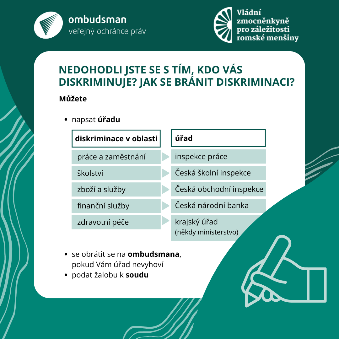 ombudsman
veřejný ochránce práv
Vládní
zmocněnkyně
pro záležitosti
romské menšiny
NEDOHODLI JSTE SE S TÍM, KDO VÁS
DISKRIMINUJE? JAK SE BRÁNIT DISKRIMINACI?
Můžete
• napsat úřadu
diskriminace v oblasti
úřad
práce a zaměstnání
inspekce práce
školství
Česká školní inspekce
zboží a služby
Česká obchodní inspekce
finanční služby
Česká národní banka
zdravotní péče
krajský úřad
(někdy ministerstvo)
• se obrátit se na ombudsmana,
pokud Vám úřad nevyhoví
• podat žalobu k soudu